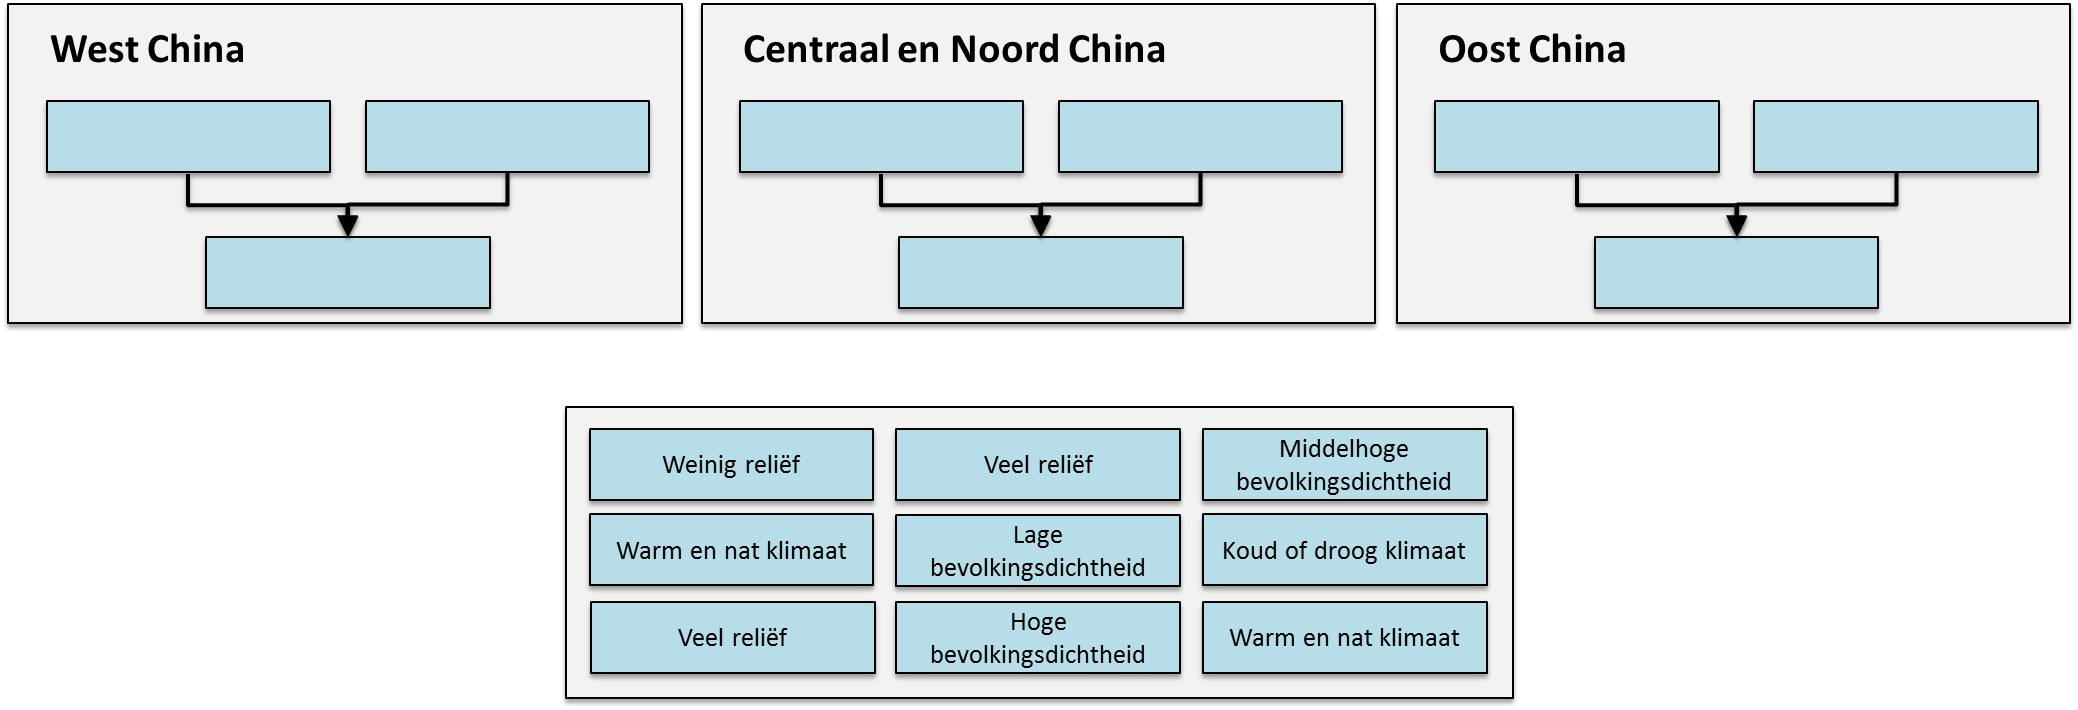 West China
Centraal en Noord China
Oost China
Weinig reliëf
Veel reliëf
Middelhoge
bevolkingsdichtheid
Warm en nat klimaat
Lage
bevolkingsdichtheid
Koud of droog klimaat
Veel reliëf
Hoge
bevolkingsdichtheid
Warm en nat klimaat